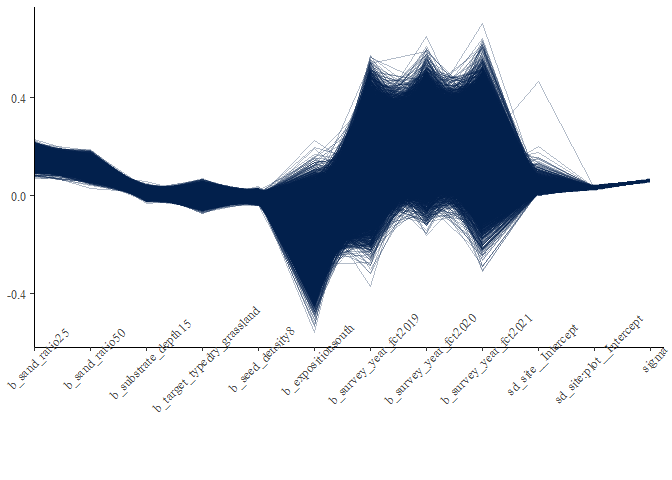 0.4
0.0
-0.4
b_sand_ratio25
b_sand_ratio50
b_substrate_depth15
b_target_typedry_grassland
b_seed_density8
b_expositionsouth
b_survey_year_fct2019
b_survey_year_fct2020
b_survey_year_fct2021
sd_site__Intercept
sd_site:plot__Intercept
sigma